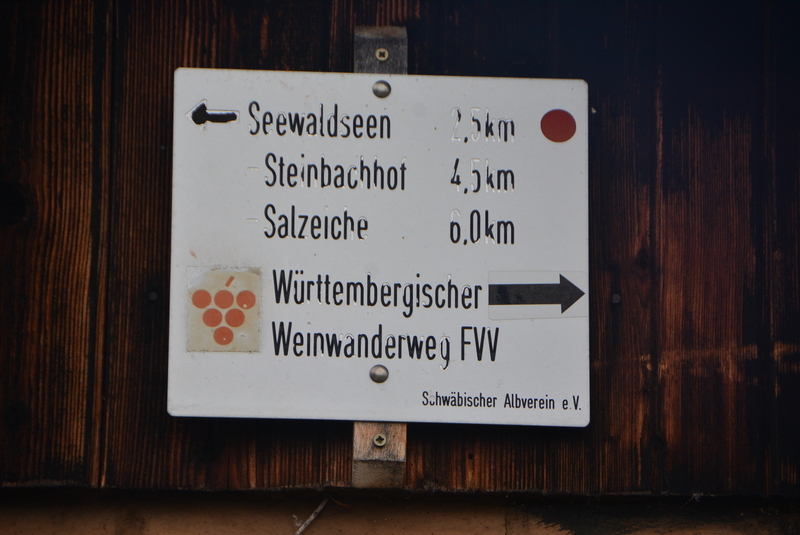 Seewaldseen 2,5km
-Steinbachhof 4,5km
-Salzeiche 6,0km
Württembergischer
Weinwanderweg FVV
Schwäbischer Albverein e.V.